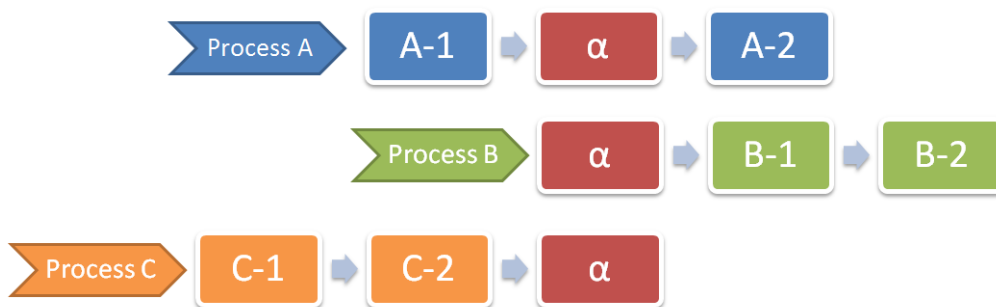 Process A A-1 α A-2
Process B α B-1 B-2
Process C C-1 C-2 α